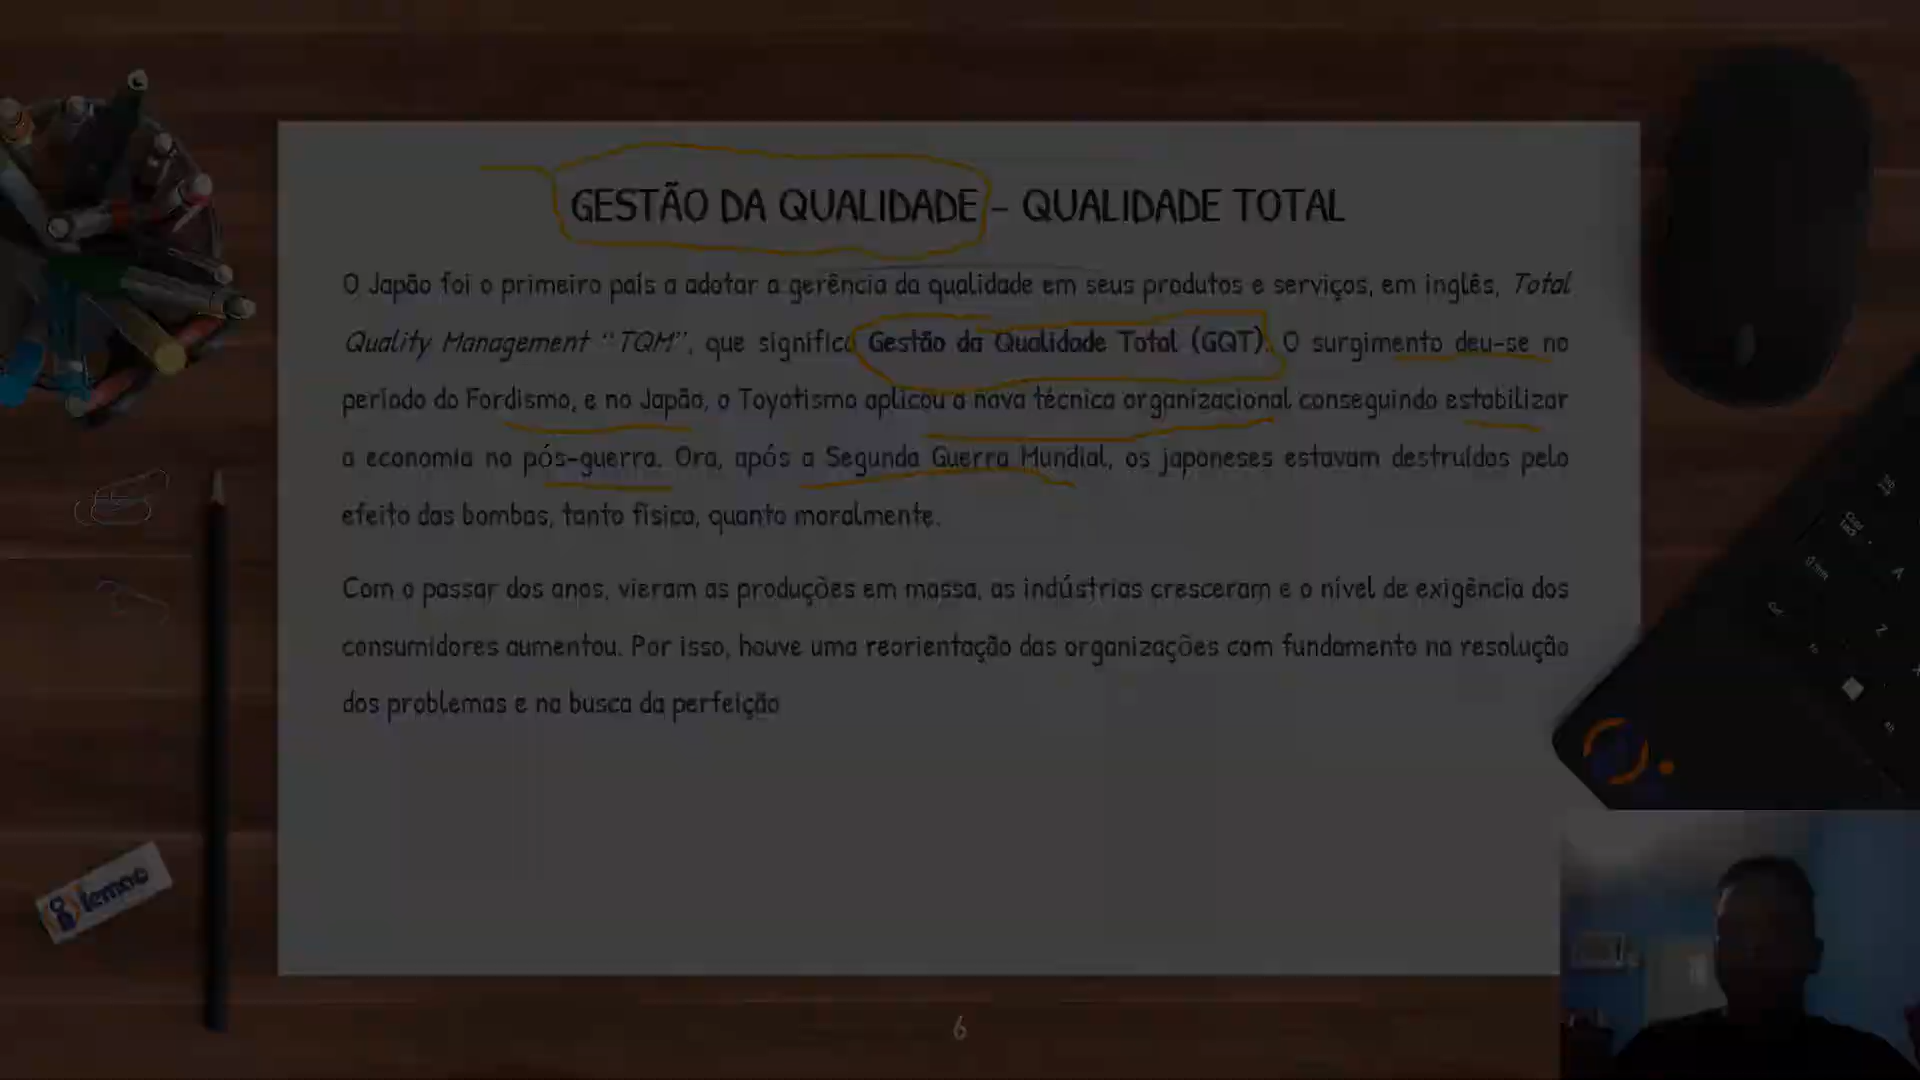 GESTÃO DA QUALIDADE – QUALIDADE TOTAL
O Japão foi o primeiro país a adotar a gerência da qualidade em seus produtos e serviços, em inglês, Total
Quality Management “TQM”, que significa Gestão da Qualidade Total (GQT). O surgimento deu-se no
período do Fordismo, e no Japão, o Toyotismo aplicou a nova técnica organizacional conseguindo estabilizar
a economia no pós-guerra. Ora, após a Segunda Guerra Mundial, os japoneses estavam destruídos pelo
efeito das bombas, tanto físico, quanto moralmente.
Com o passar dos anos, vieram as produções em massa, as indústrias cresceram e o nível de exigência dos
consumidores aumentou. Por isso, houve uma reorientação das organizações com fundamento na resolução
dos problemas e na busca da perfeição
6